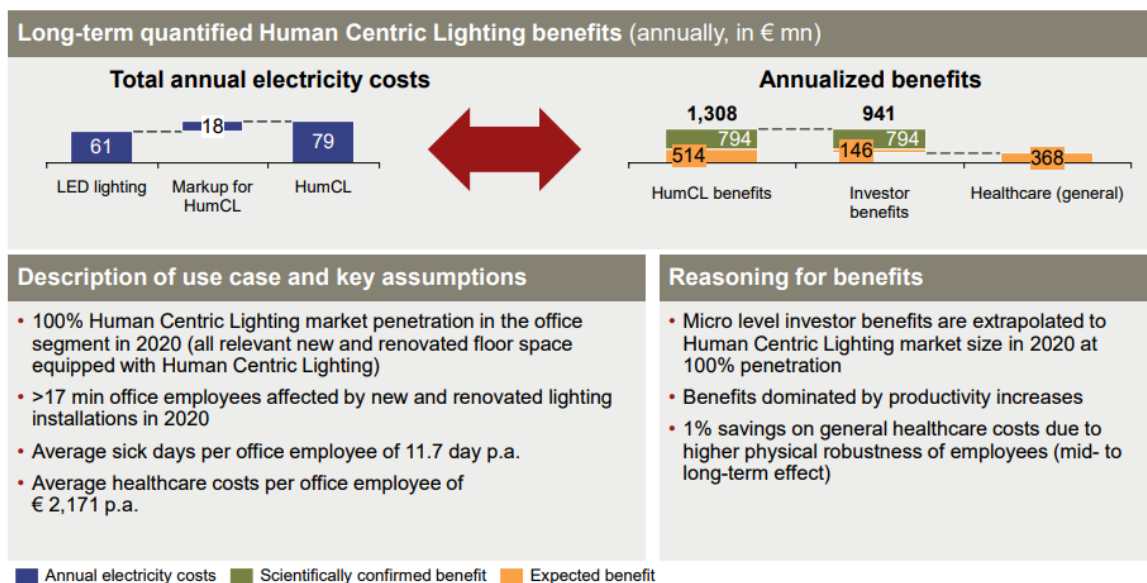 Long-term quantified Human Centric Lighting benefits (annually, in € mn)
Total annual electricity costs
61
18
79
LED lighting
Markup for
HumCL
HumCL
Annualized benefits
1,308
941
794
794
514
146
368
HumCL benefits
Investor
benefits
Healthcare (general)
Description of use case and key assumptions
• 100% Human Centric Lighting market penetration in the office
segment in 2020 (all relevant new and renovated floor space
equipped with Human Centric Lighting)
• >17 min office employees affected by new and renovated lighting
installations in 2020
• Average sick days per office employee of 11.7 day p.a.
• Average healthcare costs per office employee of
€ 2,171 p.a.
Reasoning for benefits
• Micro level investor benefits are extrapolated to
Human Centric Lighting market size in 2020 at
100% penetration
• Benefits dominated by productivity increases
• 1% savings on general healthcare costs due to
higher physical robustness of employees (mid- to
long-term effect)
Annual electricity costs
Scientifically confirmed benefit
Expected benefit